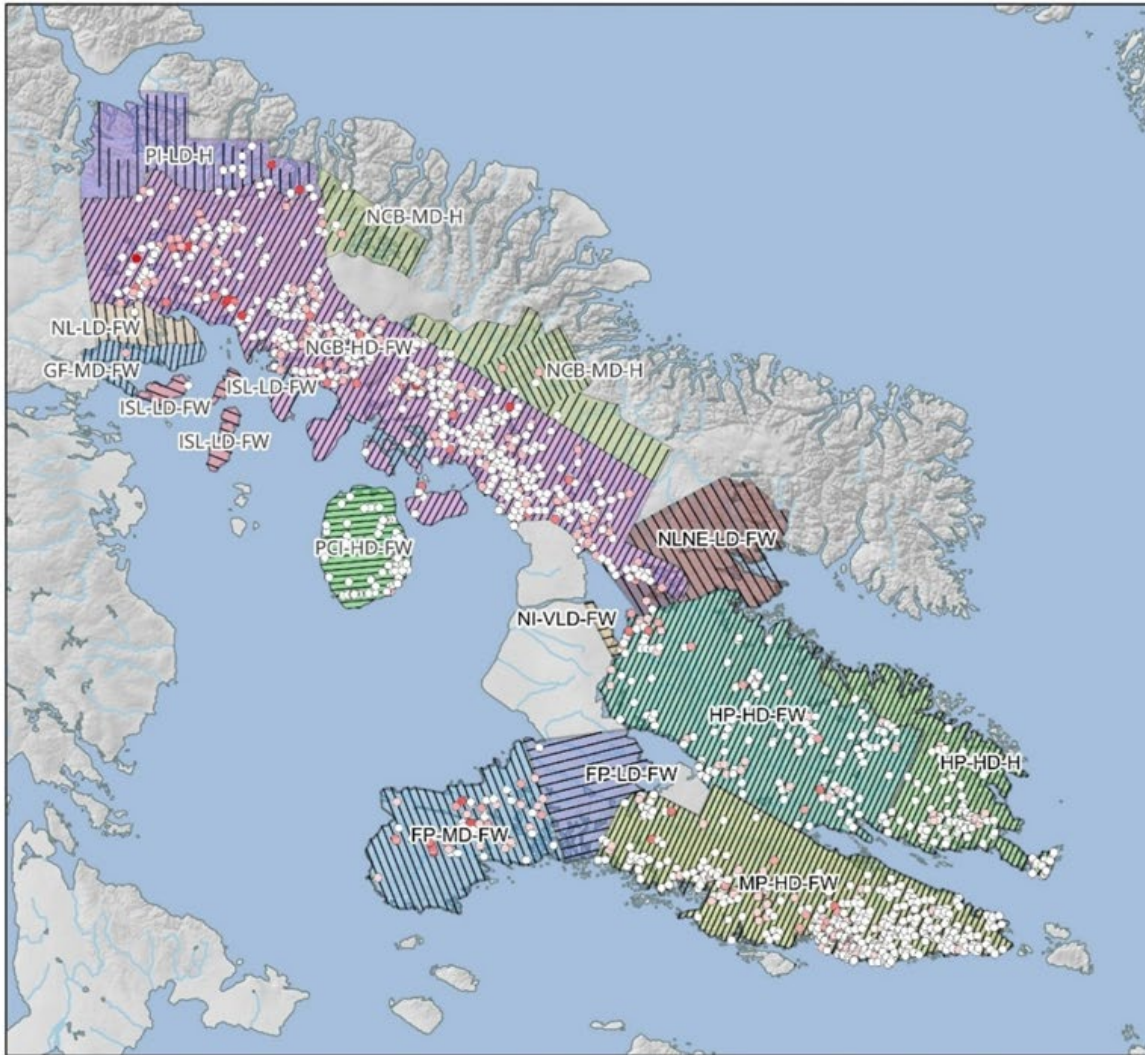 PI-LD-H
NCB-MD-H
NL-LD-FW
NCB-HD-FW
GF-MD-FW
NCB-MD-H
ISL-LD-FW
ISL-LD-FW
ISL-LD-FW
PCI-HD-FW
NLNE-LD-FW
NI-VLD-FW
HP-HD-FW
HP-HD-H
FP-LD-FW
FP-MD-FW
MP-HD-FW